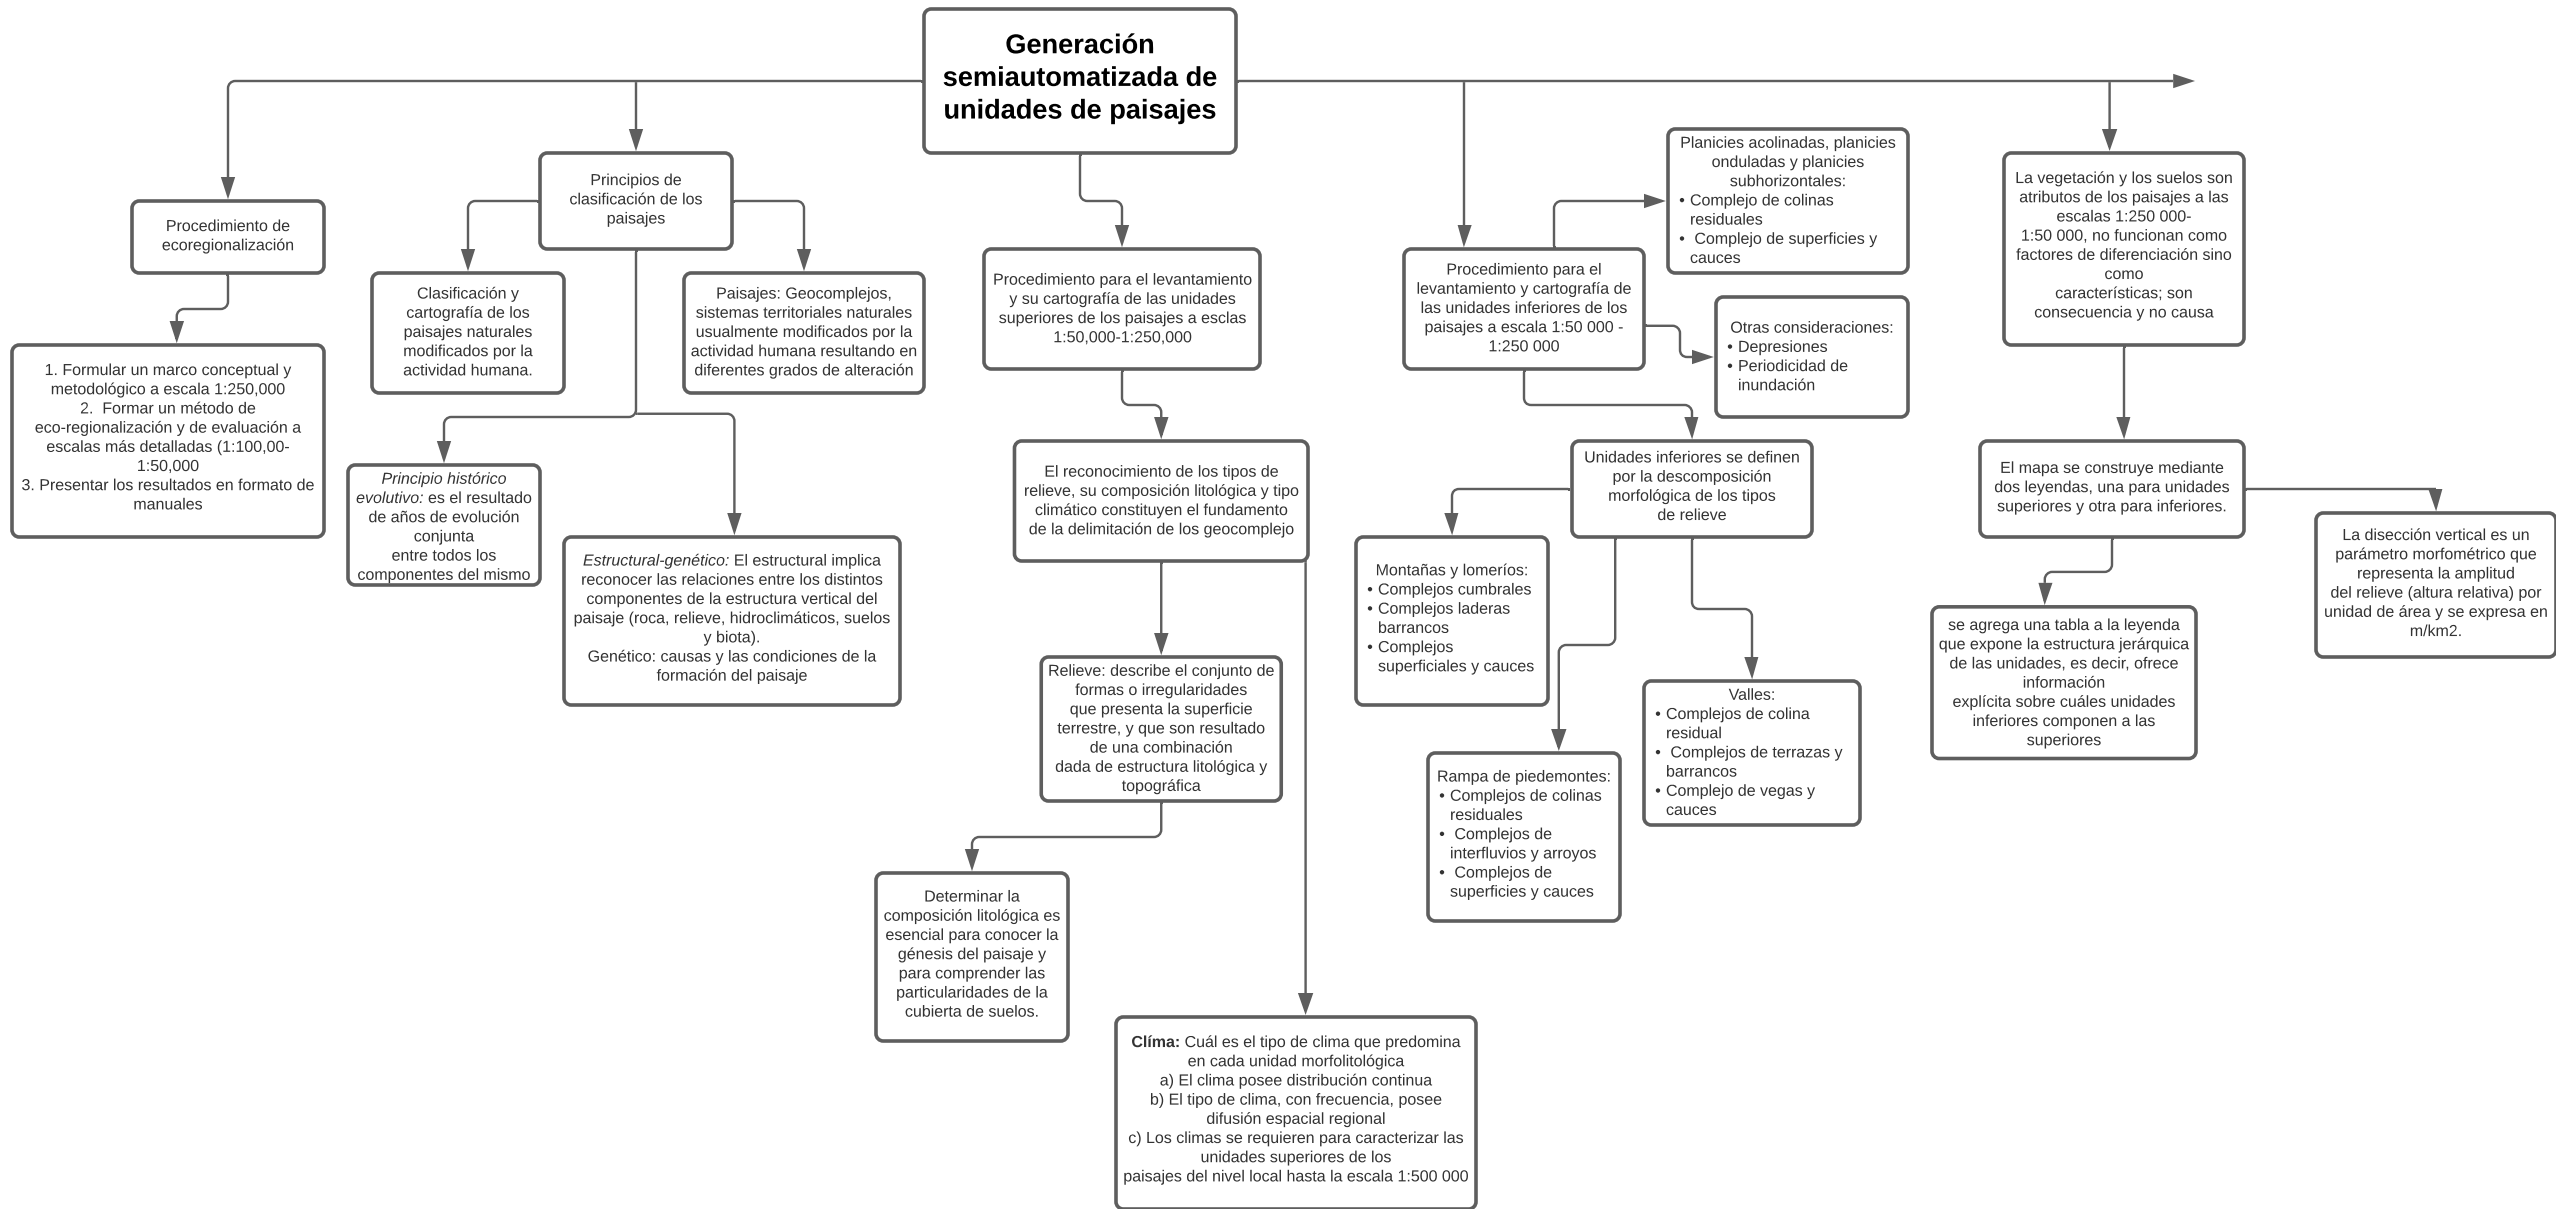 Generación
semiautomatizada de
unidades de paisajes
Procedimiento de
ecoregionalización
1. Formular un marco conceptual y
metodológico a escala 1:250,000
2.  Formar un método de
eco-regionalización y de evaluación a
escalas más detalladas (1:100,00-
1:50,000
3. Presentar los resultados en formato de
manuales
Principios de
clasificación de los
paisajes
Clasificación y
cartografía de los
paisajes naturales
modificados por la
actividad humana.
Paisajes: Geocomplejos,
sistemas territoriales naturales
usualmente modificados por la
actividad humana resultando en
diferentes grados de alteración
Principio histórico
evolutivo: es el resultado
de años de evolución
conjunta
entre todos los
componentes del mismo
Estructural-genético: El estructural implica
reconocer las relaciones entre los distintos
componentes de la estructura vertical del
paisaje (roca, relieve, hidroclimáticos, suelos
y biota).
Genético: causas y las condiciones de la
formación del paisaje
Procedimiento para el levantamiento
y su cartografía de las unidades
superiores de los paisajes a esclas
1:50,000-1:250,000
El reconocimiento de los tipos de
relieve, su composición litológica y tipo
climático constituyen el fundamento
de la delimitación de los geocomplejo
Relieve: describe el conjunto de
formas o irregularidades
que presenta la superficie
terrestre, y que son resultado
de una combinación
dada de estructura litológica y
topográfica
Determinar la
composición litológica es
esencial para conocer la
génesis del paisaje y
para comprender las
particularidades de la
cubierta de suelos.
Clíma: Cuál es el tipo de clima que predomina
en cada unidad morfolitológica
a) El clima posee distribución continua
b) El tipo de clima, con frecuencia, posee
difusión espacial regional
c) Los climas se requieren para caracterizar las
unidades superiores de los
paisajes del nivel local hasta la escala 1:500 000
Procedimiento para el
levantamiento y cartografía de
las unidades inferiores de los
paisajes a escala 1:50 000 -
1:250 000
Planicies acolinadas, planicies
onduladas y planicies
subhorizontales:
• Complejo de colinas
residuales
•  Complejo de superficies y
cauces
Otras consideraciones:
• Depresiones
• Periodicidad de
inundación
Unidades inferiores se definen
por la descomposición
morfológica de los tipos
de relieve
Montañas y lomeríos:
• Complejos cumbrales
• Complejos laderas
barrancos
• Complejos
superficiales y cauces
Rampa de piedemontes:
• Complejos de colinas
residuales
•  Complejos de
interfluvios y arroyos
•  Complejos de
superficies y cauces
Valles:
• Complejos de colina
residual
•  Complejos de terrazas y
barrancos
• Complejo de vegas y
cauces
La vegetación y los suelos son
atributos de los paisajes a las
escalas 1:250 000-
1:50 000, no funcionan como
factores de diferenciación sino
como
características; son
consecuencia y no causa
El mapa se construye mediante
dos leyendas, una para unidades
superiores y otra para inferiores.
se agrega una tabla a la leyenda
que expone la estructura jerárquica
de las unidades, es decir, ofrece
información
explícita sobre cuáles unidades
inferiores componen a las
superiores
La disección vertical es un
parámetro morfométrico que
representa la amplitud
del relieve (altura relativa) por
unidad de área y se expresa en
m/km2.